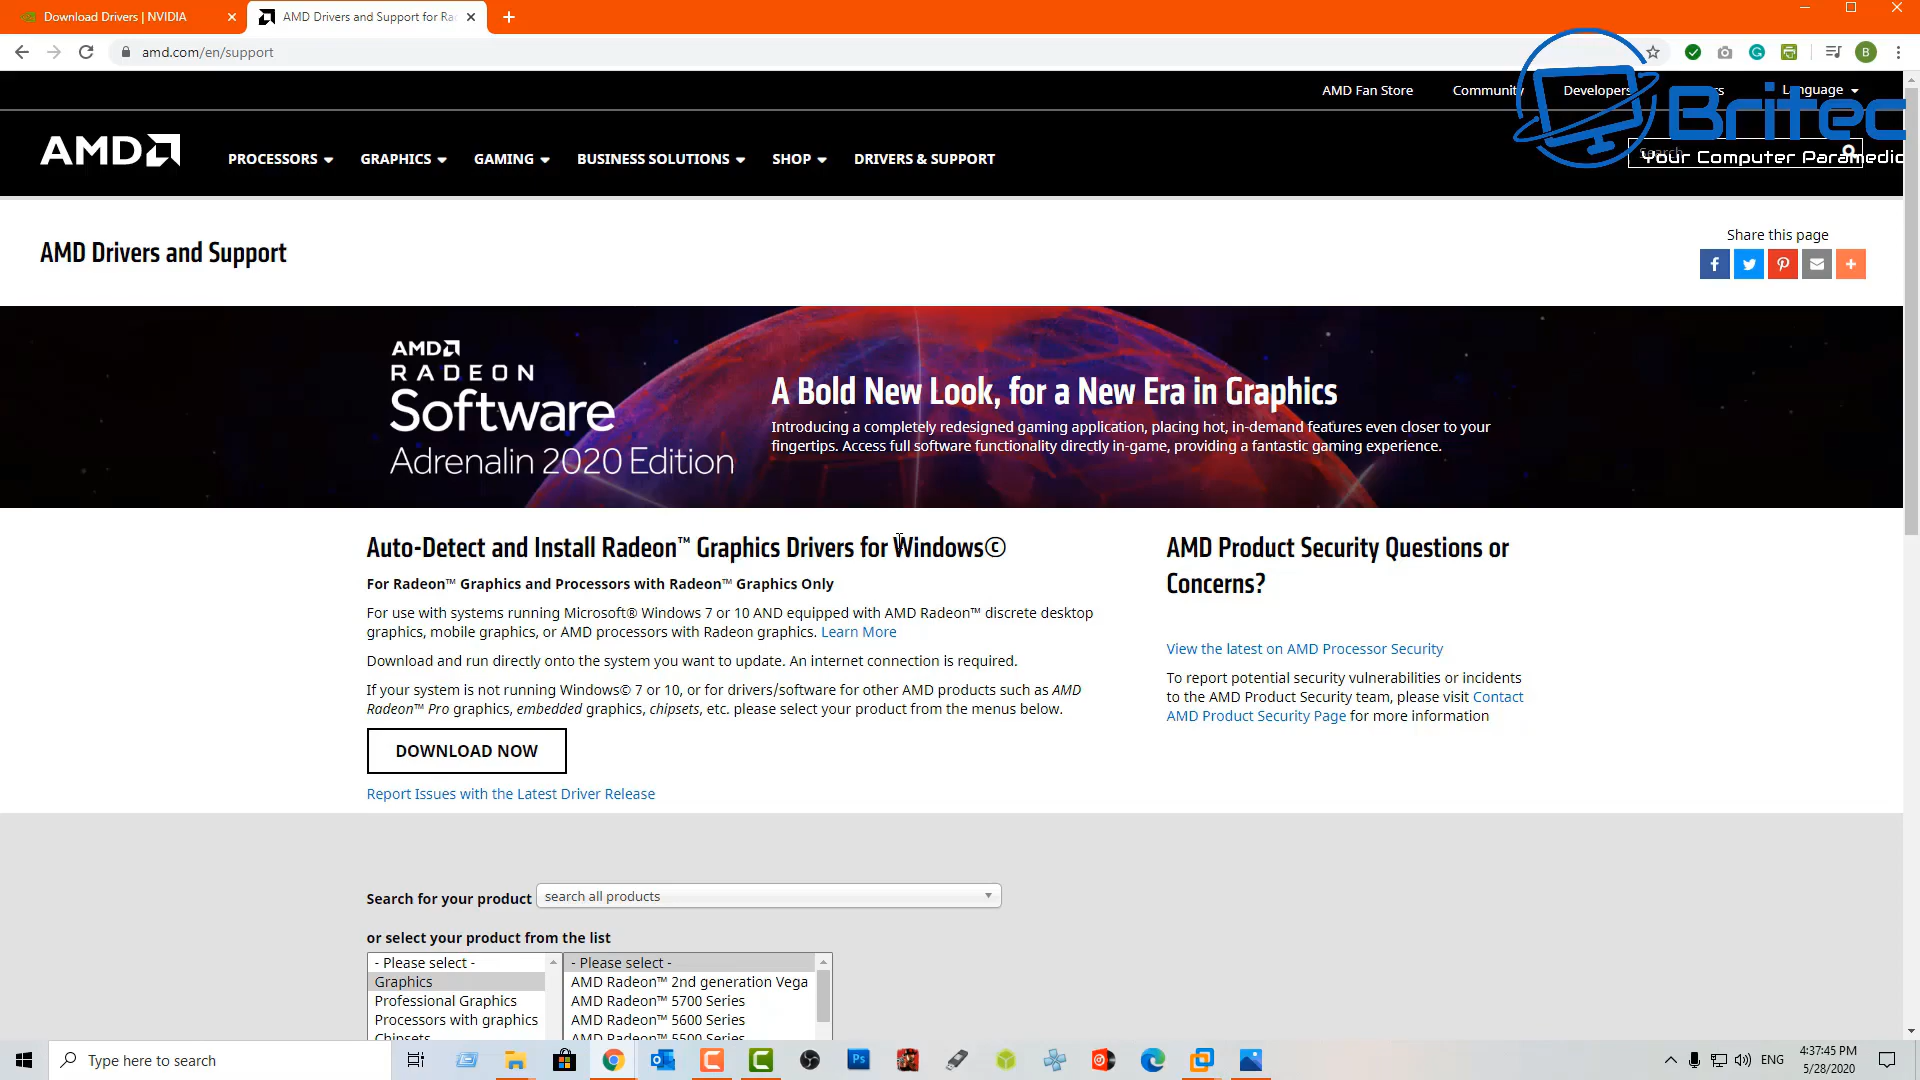 Download Drivers | NVIDIA
AMD Drivers and Support for Ra
amd.com/en/support
B
AMD Fan Store
Community
Developers
Language
Britec
Your Computer Paramedic
AMD
PROCESSORS
GRAPHICS
GAMING
BUSINESS SOLUTIONS
SHOP
DRIVERS & SUPPORT
Search
AMD Drivers and Support
Share this page
AMD
RADEON
Software
Adrenalin 2020 Edition
A Bold New Look, for a New Era in Graphics
Introducing a completely redesigned gaming application, placing hot, in-demand features even closer to your
fingertips. Access full software functionality directly in-game, providing a fantastic gaming experience.
Auto-Detect and Install Radeon™ Graphics Drivers for Windows©
For Radeon™ Graphics and Processors with Radeon™ Graphics Only
For use with systems running Microsoft® Windows 7 or 10 AND equipped with AMD Radeon™ discrete desktop
graphics, mobile graphics, or AMD processors with Radeon graphics. Learn More
Download and run directly onto the system you want to update. An internet connection is required.
If your system is not running Windows© 7 or 10, or for drivers/software for other AMD products such as AMD
Radeon™ Pro graphics, embedded graphics, chipsets, etc. please select your product from the menus below.
DOWNLOAD NOW
Report Issues with the Latest Driver Release
AMD Product Security Questions or
Concerns?
View the latest on AMD Processor Security
To report potential security vulnerabilities or incidents
to the AMD Product Security team, please visit Contact
AMD Product Security Page for more information
Search for your product
search all products
or select your product from the list
- Please select -
Graphics
Professional Graphics
Processors with graphics
Chipsets
- Please select -
AMD Radeon™ 2nd generation Vega
AMD Radeon™ 5700 Series
AMD Radeon™ 5600 Series
AMD Radeon™ 5500 Series
Type here to search
Ps
ENG
4:37:45 PM
5/28/2020